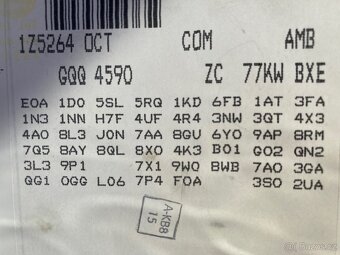 1Z5264 OCT COM AMB
GQQ 4590 ZC 77KW BXE
EOA 1D0 5SL 5RQ 1KD 6FB 1AT 3FA
1N3 1NN H7F 4UF 4R4 3NW 3QT 4X3
4A0 8L3 J0N 7AA 8GU 6Y0 9AP 8RM
7Q5 8AY 8QL 8X0 4K3 B01 G02 QN2
3L3 9P1 7X1 9W0 8WB 7A0 3GA
QG1 0GG L06 7P4 F0A 3S0 2UA
A-KB8
15